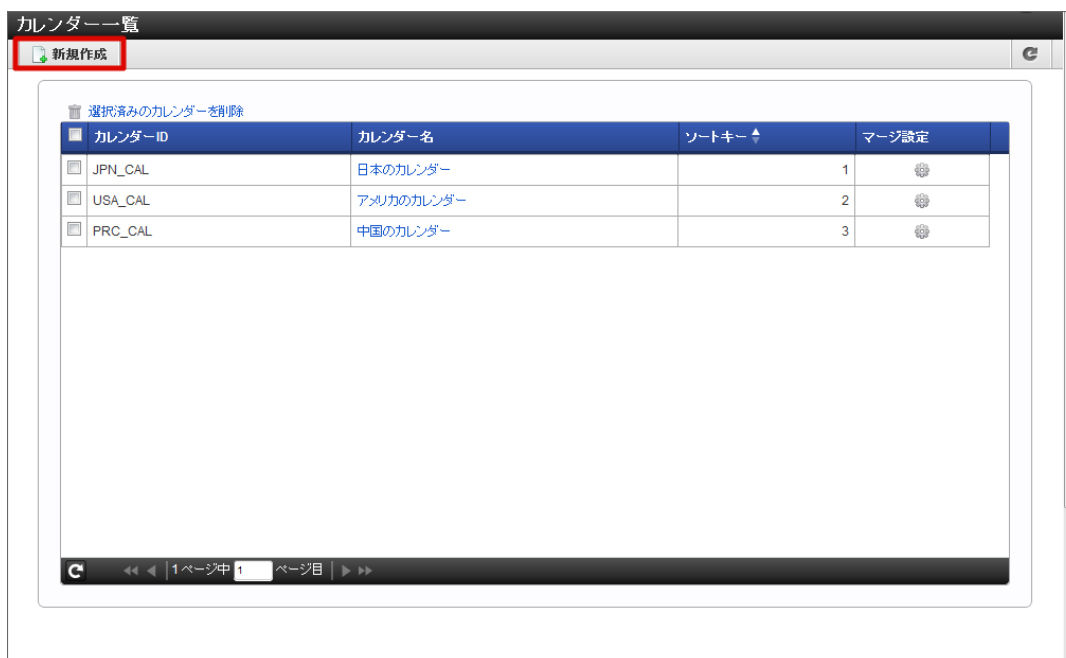 カレンダー一覧
新規作成
選択済みのカレンダーを削除
カレンダーID カレンダー名 ソートキー マージ設定
JPN_CAL 日本のカレンダー 1
USA_CAL アメリカのカレンダー 2
PRC_CAL 中国のカレンダー 3
1 ページ中 1 ページ目